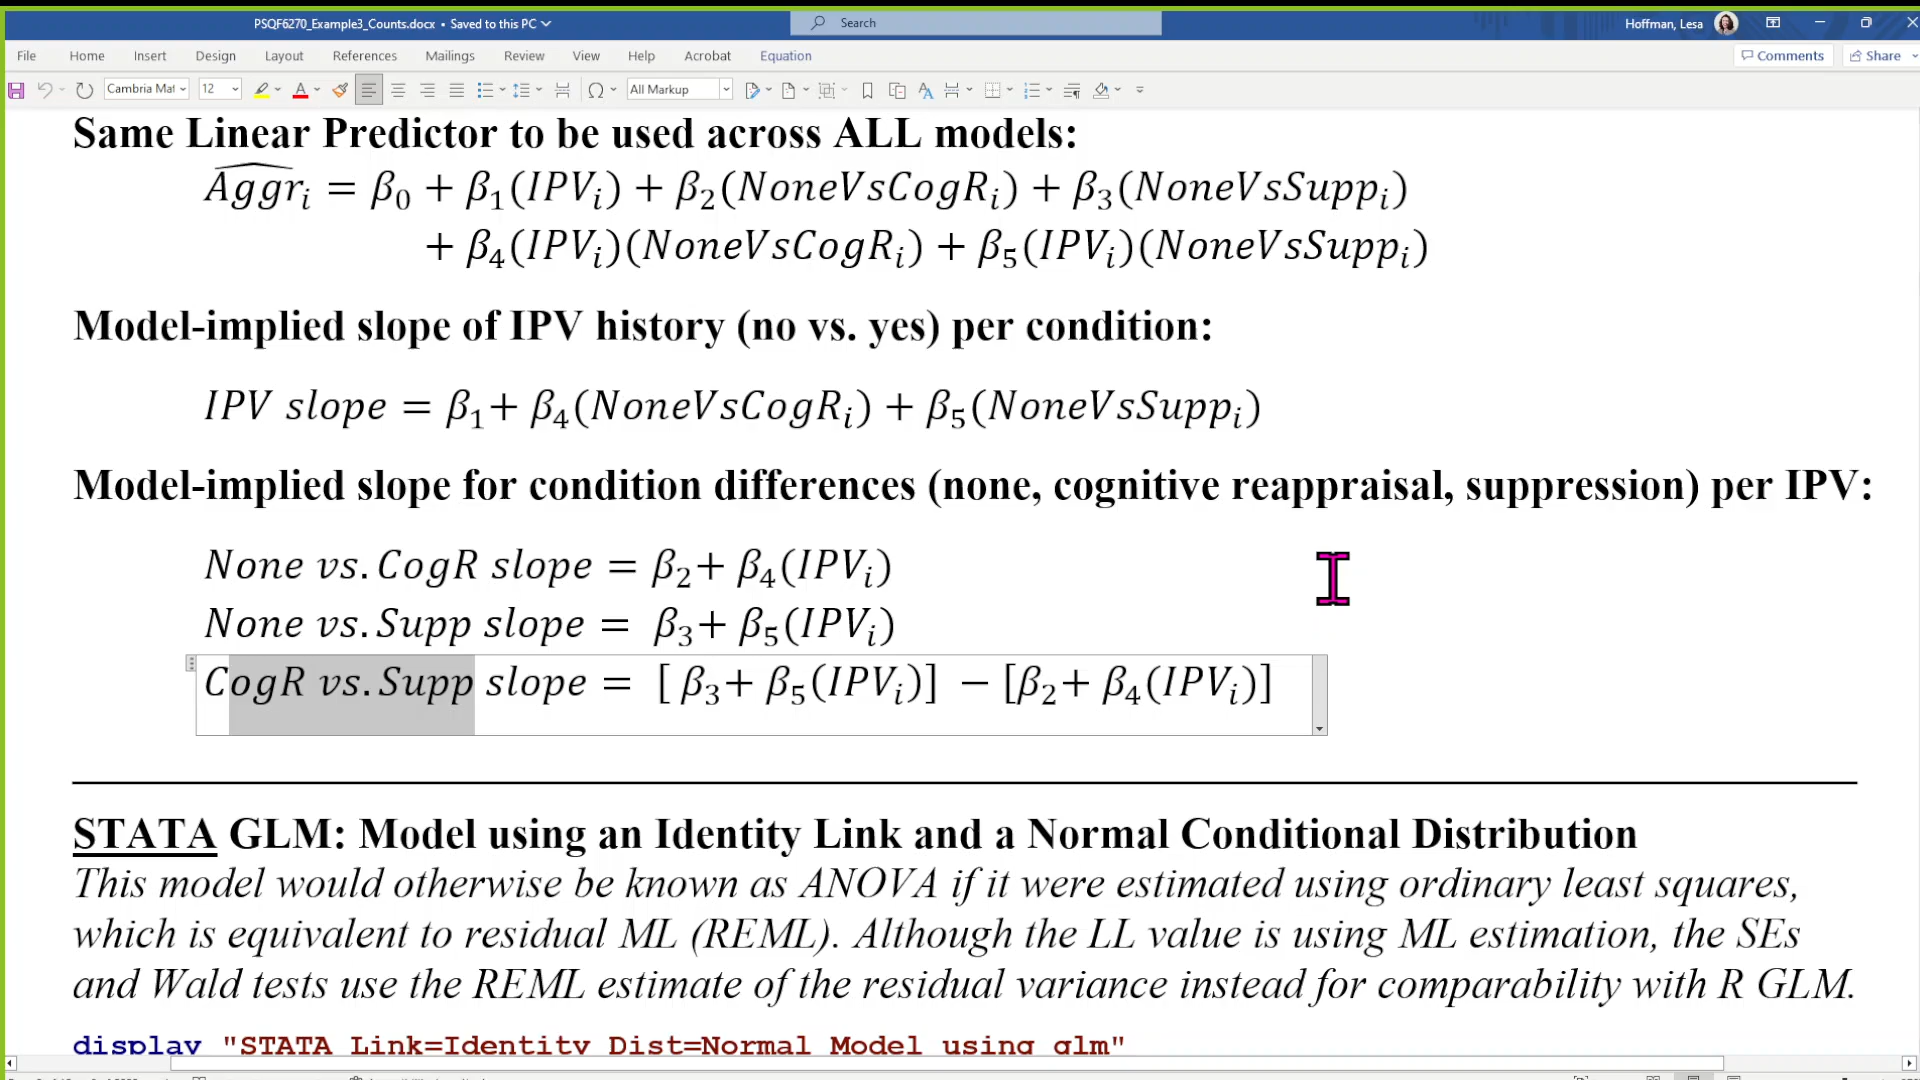 PSQF6270_Example3_Counts.docx • Saved to this PC
Search
Hoffman, Lesa
File Home Insert Design Layout References Mailings Review View Help Acrobat Equation
Comments Share
Cambria Mat 12 All Markup
Same Linear Predictor to be used across ALL models:
\widehat{Aggr}_i = β₀ + β₁(IPVᵢ) + β₂(NoneVsCogRᵢ) + β₃(NoneVsSuppᵢ)
+ β₄(IPVᵢ)(NoneVsCogRᵢ) + β₅(IPVᵢ)(NoneVsSuppᵢ)
Model-implied slope of IPV history (no vs. yes) per condition:
IPV slope = β₁+ β₄(NoneVsCogRᵢ) + β₅(NoneVsSuppᵢ)
Model-implied slope for condition differences (none, cognitive reappraisal, suppression) per IPV:
None vs. CogR slope = β₂+ β₄(IPVᵢ)
None vs. Supp slope = β₃+ β₅(IPVᵢ)
CogR vs. Supp slope = [ β₃+ β₅(IPVᵢ)] − [β₂+ β₄(IPVᵢ)]
STATA GLM: Model using an Identity Link and a Normal Conditional Distribution
This model would otherwise be known as ANOVA if it were estimated using ordinary least squares,
which is equivalent to residual ML (REML). Although the LL value is using ML estimation, the SEs
and Wald tests use the REML estimate of the residual variance instead for comparability with R GLM.
display "STATA Link=Identity Dist=Normal Model using glm"